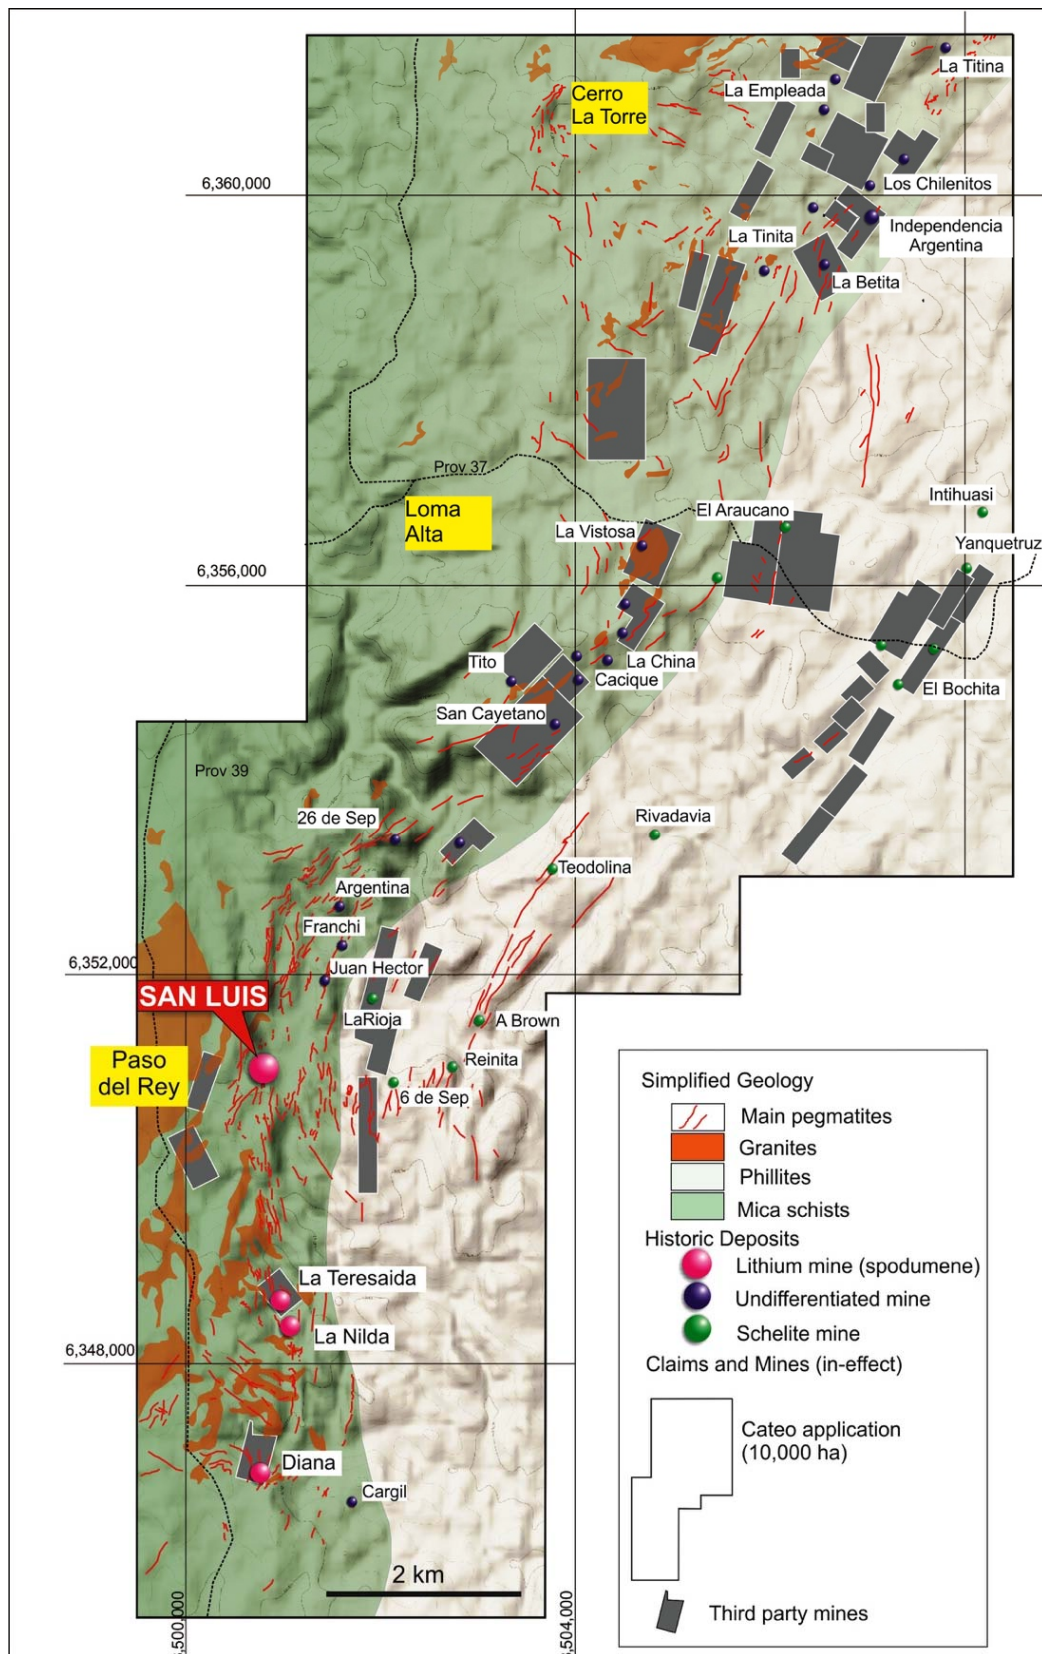 La Titina
La Empleada
Cerro
La Torre
6,360,000
Los Chilenitos
Independencia
Argentina
La Tinita
La Betita
Prov 37
Loma
Alta
El Araucano
Intihuasi
La Vistosa
Yanquetruz
6,356,000
Tito
La China
Cacique
El Bochita
San Cayetano
Prov 39
26 de Sep
Rivadavia
Teodolina
Argentina
Franchi
6,352,000
Juan Hector
SAN LUIS
LaRioja
A Brown
Paso
del Rey
Reinita
6 de Sep
La Teresaida
La Nilda
6,348,000
Diana
Cargil
2 km
,500,000
,504,000
Simplified Geology
Main pegmatites
Granites
Phillites
Mica schists
Historic Deposits
Lithium mine (spodumene)
Undifferentiated mine
Schelite mine
Claims and Mines (in-effect)
Cateo application
(10,000 ha)
Third party mines